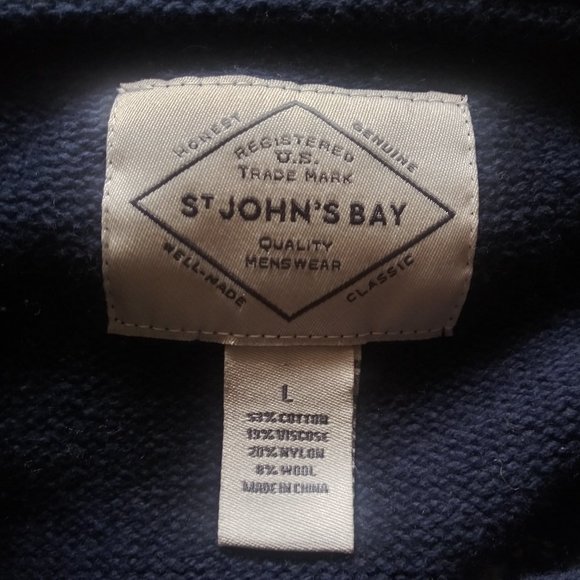 HONEST
GENUINE
REGISTERED
U.S.
TRADE MARK
ST JOHN'S BAY
QUALITY
MENSWEAR
WELL-MADE
CLASSIC
L
53% COTTON
19% VISCOSE
20% NYLON
8% WOOL
MADE IN CHINA